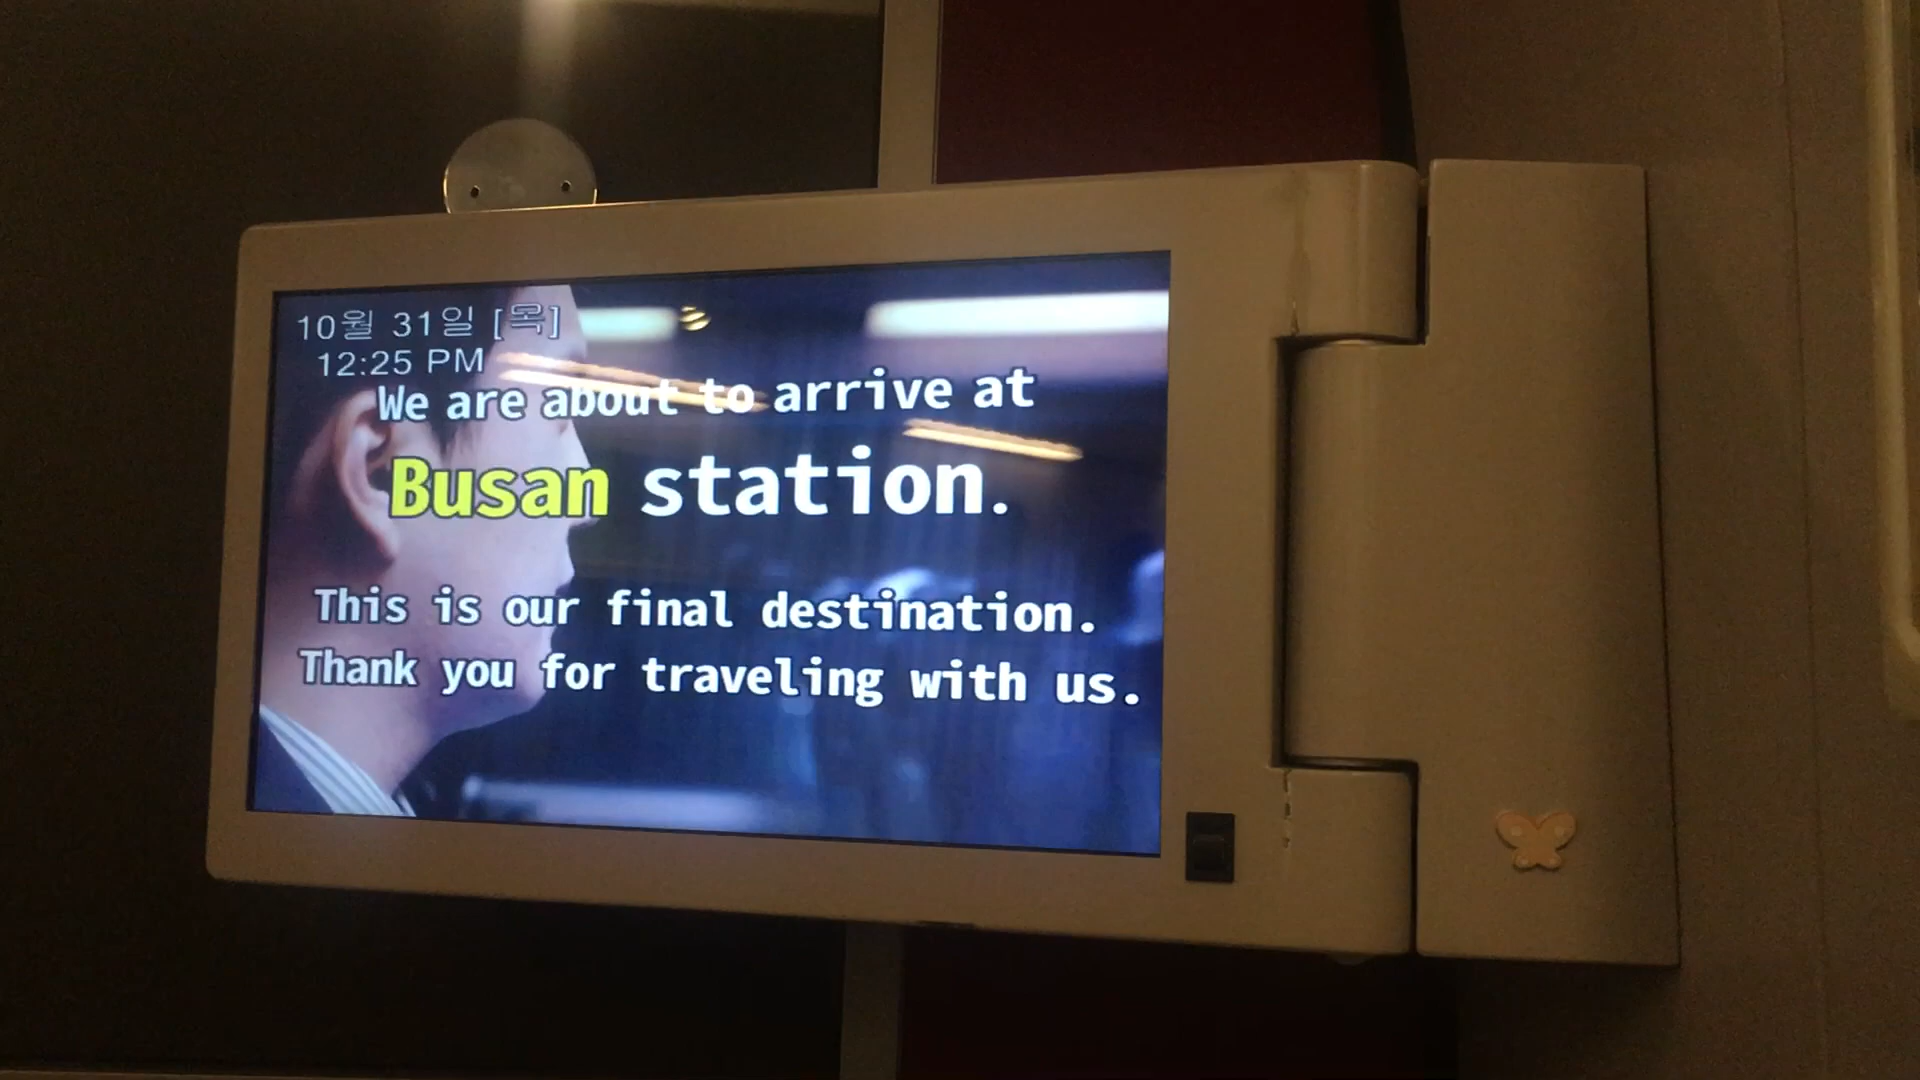 10월 31일 [목]
12:25 PM
We are about to arrive at
Busan station.
This is our final destination.
Thank you for traveling with us.